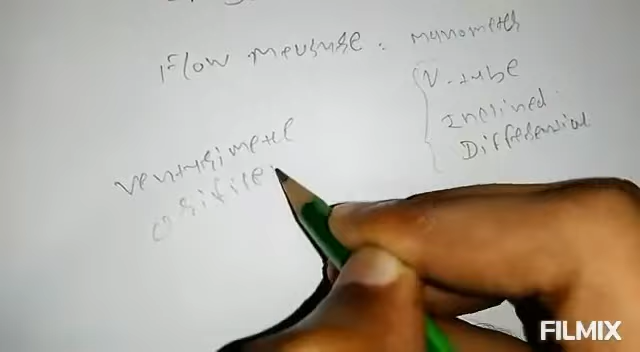 Flow measure : manometer
U-tube
Inclined
Differential
venturimeter
orifice
FILMIX